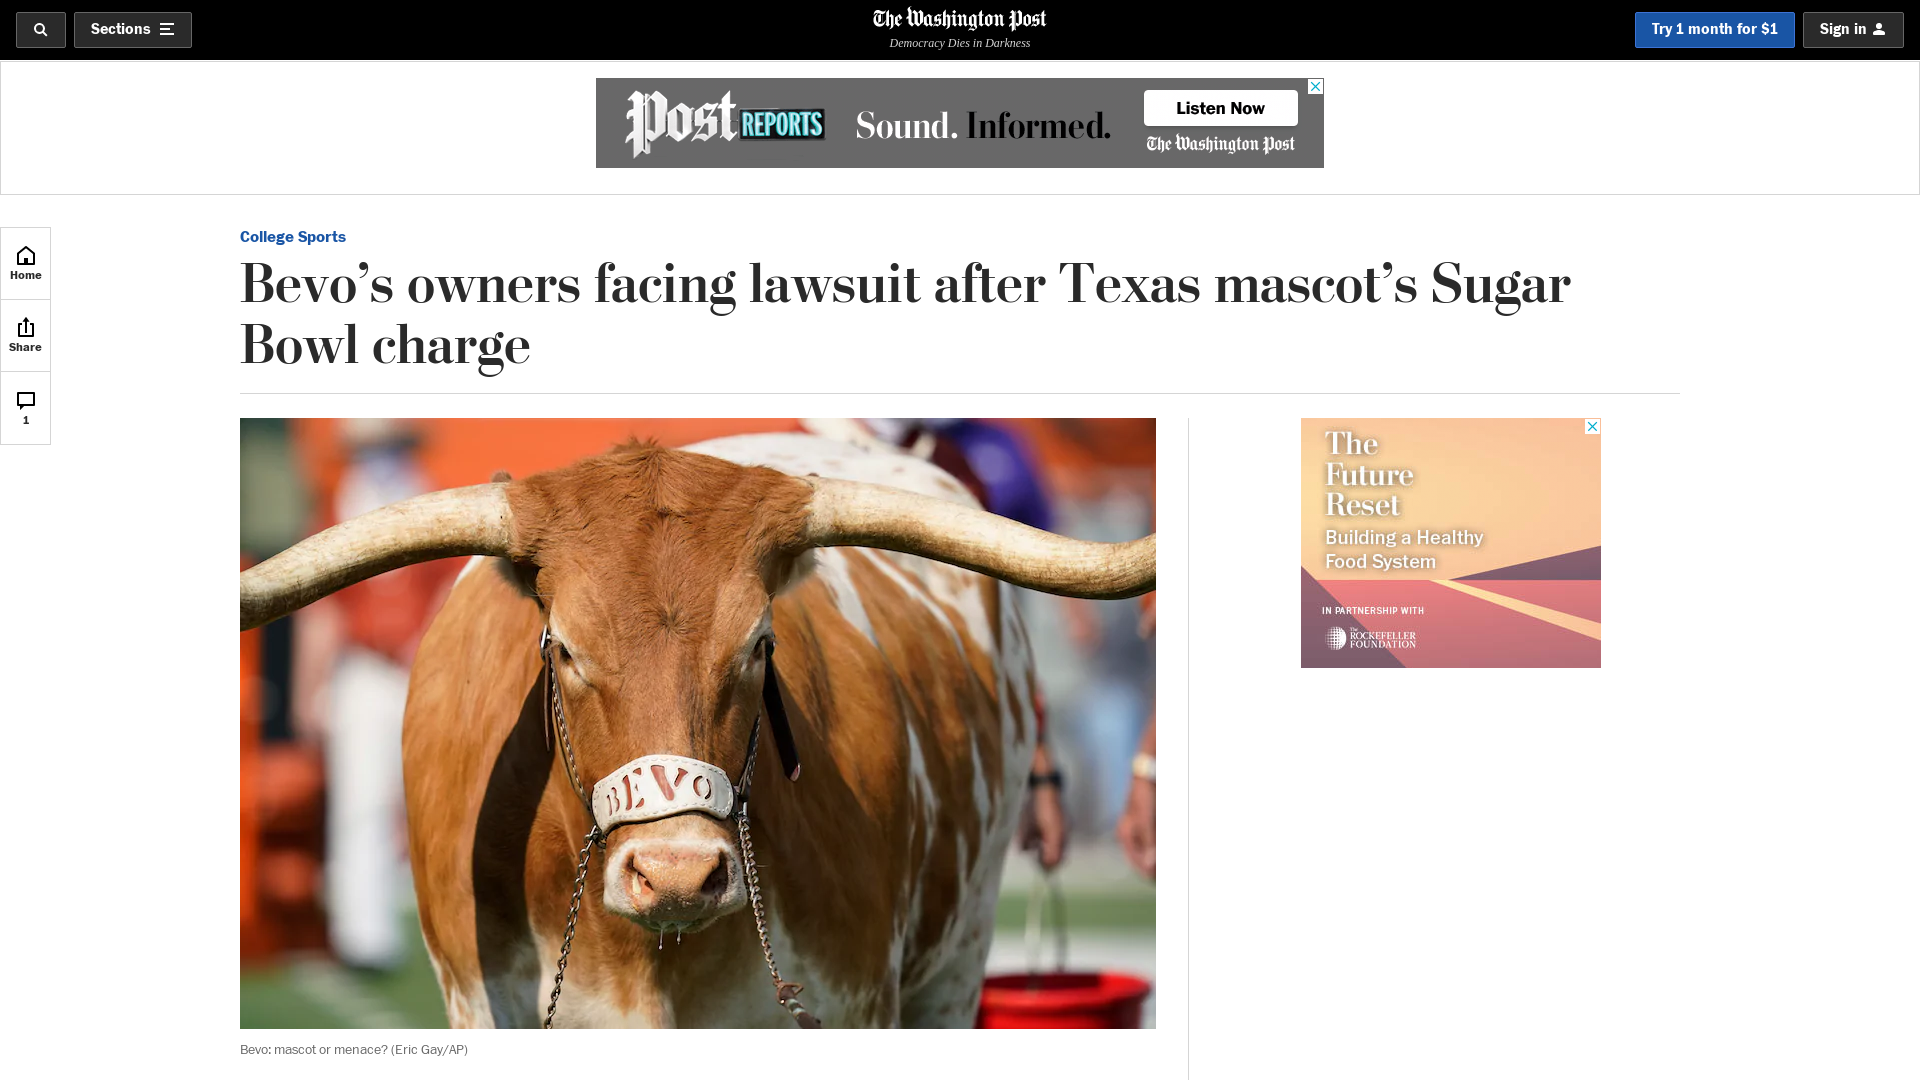 Sections
The Washington Post
Democracy Dies in Darkness
Try 1 month for $1
Sign in
Post REPORTS
Sound. Informed.
Listen Now
The Washington Post
Home
Share
1
College Sports
Bevo’s owners facing lawsuit after Texas mascot’s Sugar
Bowl charge
BEVO
Bevo: mascot or menace? (Eric Gay/AP)
The
Future
Reset
Building a Healthy
Food System
IN PARTNERSHIP WITH
The
ROCKEFELLER
FOUNDATION